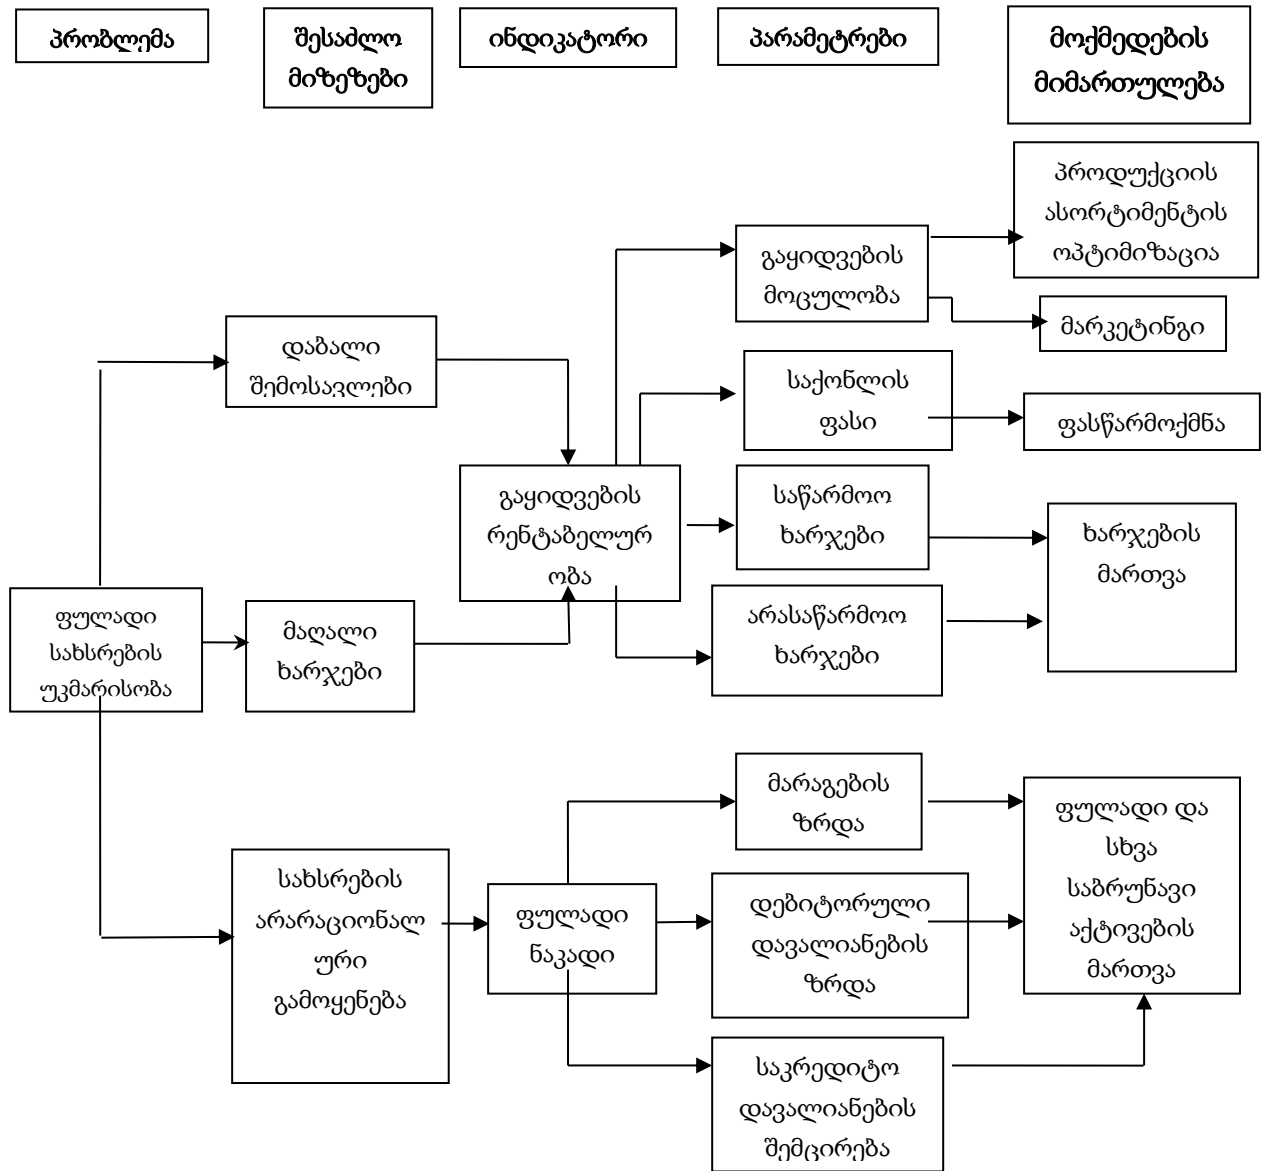 პრობლემა
შესაძლო
მიზეზები
ინდიკატორი
პარამეტრები
მოქმედების
მიმართულება
ფულადი
სახსრების
უკმარისობა
დაბალი
შემოსავლები
მაღალი
ხარჯები
სახსრების
არარაციონალ
ური
გამოყენება
გაყიდვების
რენტაბელურ
ობა
ფულადი
ნაკადი
გაყიდვების
მოცულობა
საქონლის
ფასი
საწარმოო
ხარჯები
არასაწარმოო
ხარჯები
მარაგების
ზრდა
დებიტორული
დავალიანების
ზრდა
საკრედიტო
დავალიანების
შემცირება
პროდუქციის
ასორტიმენტის
ოპტიმიზაცია
მარკეტინგი
ფასწარმოქმნა
ხარჯების
მართვა
ფულადი და
სხვა
საბრუნავი
აქტივების
მართვა